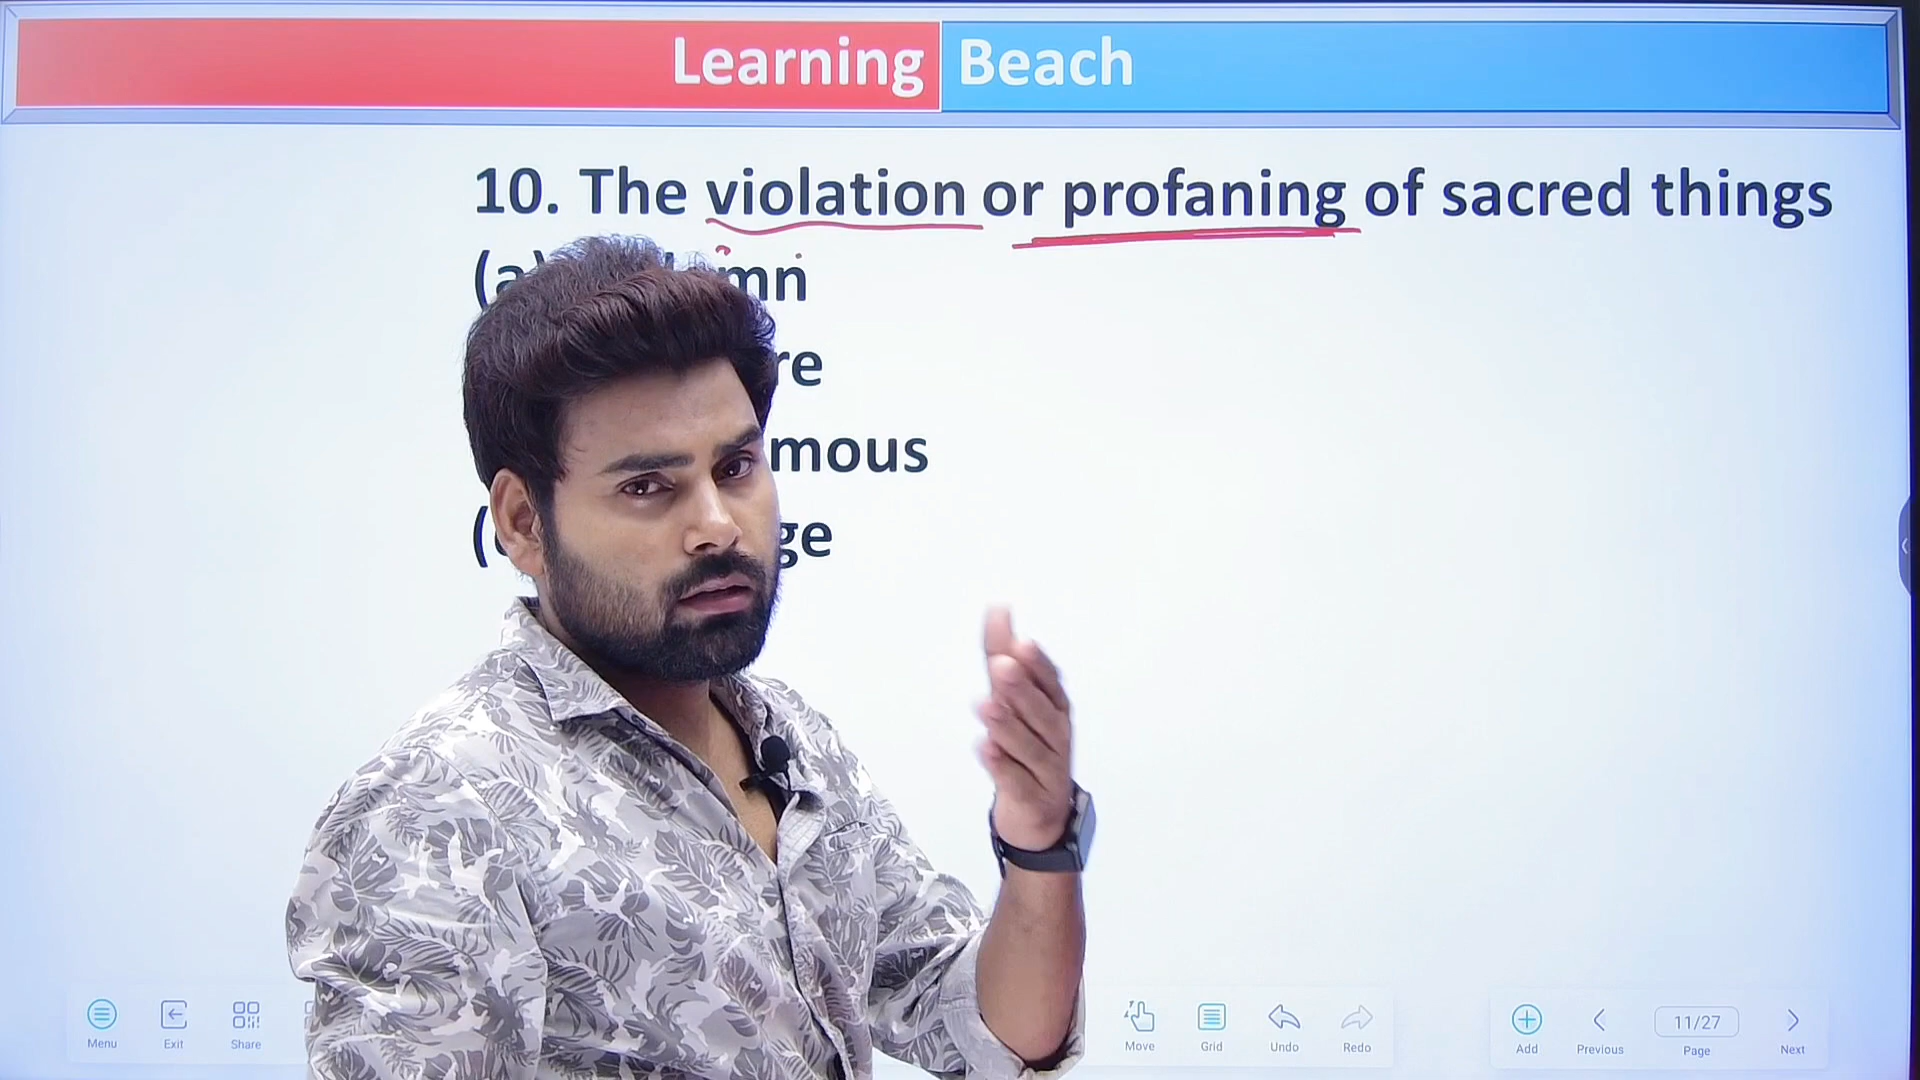 Learning Beach
10. The violation or profaning of sacred things
(a) mn
re
mous
ge
Menu Exit Share Move Grid Undo Redo Add Previous 11/27 Page Next